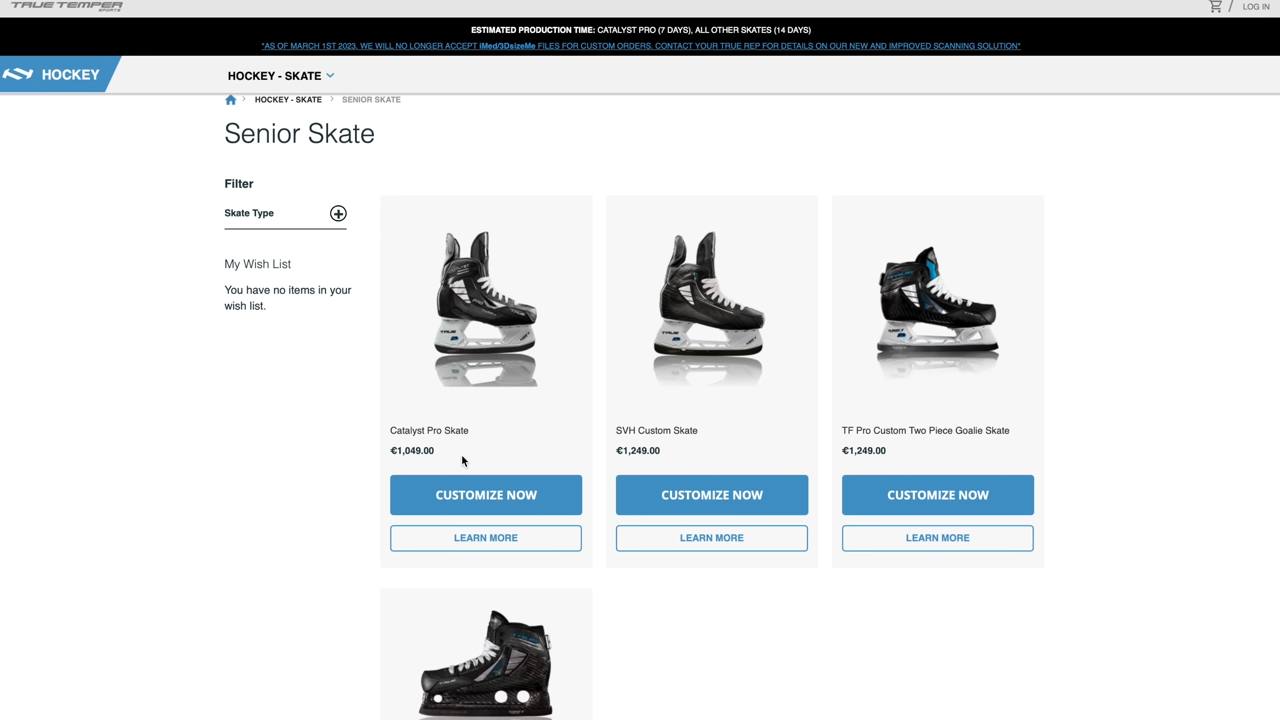 TRUE TEMPER
SPORTS
LOG IN
ESTIMATED PRODUCTION TIME: CATALYST PRO (7 DAYS), ALL OTHER SKATES (14 DAYS)
*AS OF MARCH 1ST 2023, WE WILL NO LONGER ACCEPT iMed/3DsizeMe FILES FOR CUSTOM ORDERS. CONTACT YOUR TRUE REP FOR DETAILS ON OUR NEW AND IMPROVED SCANNING SOLUTION*
HOCKEY
HOCKEY - SKATE
HOCKEY - SKATE
SENIOR SKATE
Senior Skate
Filter
Skate Type
My Wish List
You have no items in your
wish list.
Catalyst Pro Skate
€1,049.00
CUSTOMIZE NOW
LEARN MORE
SVH Custom Skate
€1,249.00
CUSTOMIZE NOW
LEARN MORE
TF Pro Custom Two Piece Goalie Skate
€1,249.00
CUSTOMIZE NOW
LEARN MORE